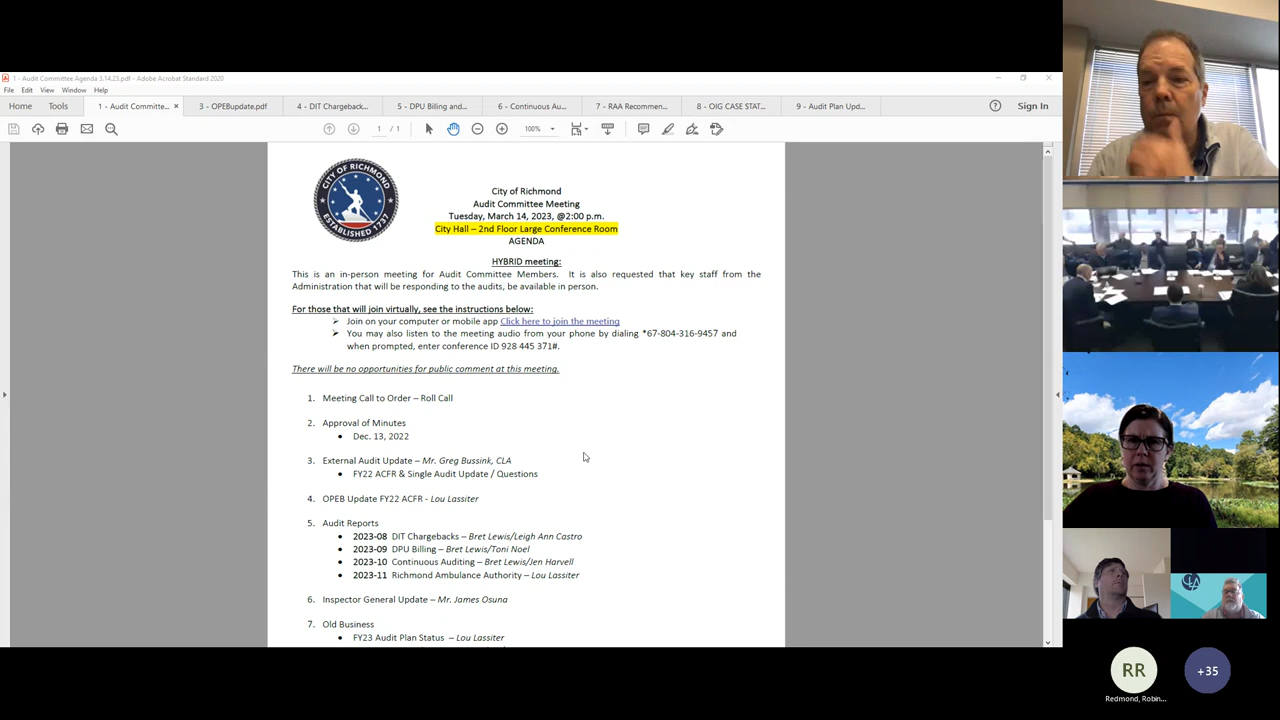 1 - Audit Committee Agenda 3.14.23.pdf - Adobe Acrobat Standard 2020
File Edit View Window Help
Home Tools 1 - Audit Committe... × 3 - OPEBupdate.pdf 4 - DIT Chargeback... DPU Billing and... 6 - Continuous Au... 7 - RAA Recommen... 8 - OIG CASE STAT... 9 - Audit Plan Upd... Sign In
100%
CITY OF RICHMOND
ESTABLISHED 1737
City of Richmond
Audit Committee Meeting
Tuesday, March 14, 2023, @2:00 p.m.
City Hall – 2nd Floor Large Conference Room
AGENDA
HYBRID meeting:
This is an in-person meeting for Audit Committee Members. It is also requested that key staff from the
Administration that will be responding to the audits, be available in person.
For those that will join virtually, see the instructions below:
➢ Join on your computer or mobile app Click here to join the meeting
➢ You may also listen to the meeting audio from your phone by dialing *67-804-316-9457 and
when prompted, enter conference ID 928 445 371#.
There will be no opportunities for public comment at this meeting.
1. Meeting Call to Order – Roll Call
2. Approval of Minutes
• Dec. 13, 2022
3. External Audit Update – Mr. Greg Bussink, CLA
• FY22 ACFR & Single Audit Update / Questions
4. OPEB Update FY22 ACFR - Lou Lassiter
5. Audit Reports
• 2023-08 DIT Chargebacks – Bret Lewis/Leigh Ann Castro
• 2023-09 DPU Billing – Bret Lewis/Toni Noel
• 2023-10 Continuous Auditing – Bret Lewis/Jen Harvell
• 2023-11 Richmond Ambulance Authority – Lou Lassiter
6. Inspector General Update – Mr. James Osuna
7. Old Business
• FY23 Audit Plan Status – Lou Lassiter
CLA
RR
+35
Redmond, Robin...